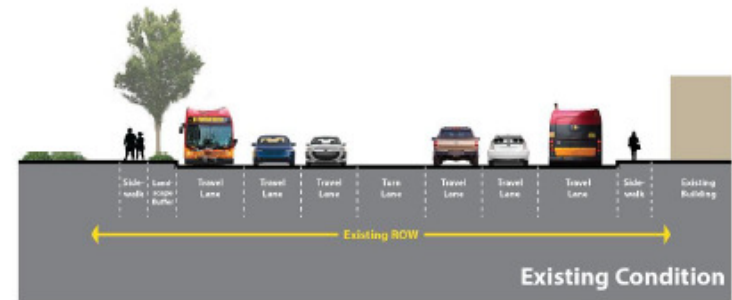 Side-
walk
Land-
scape
Buffer
Travel
Lane
Travel
Lane
Travel
Lane
Turn
Lane
Travel
Lane
Travel
Lane
Travel
Lane
Side-
walk
Existing
Building
Existing ROW
Existing Condition